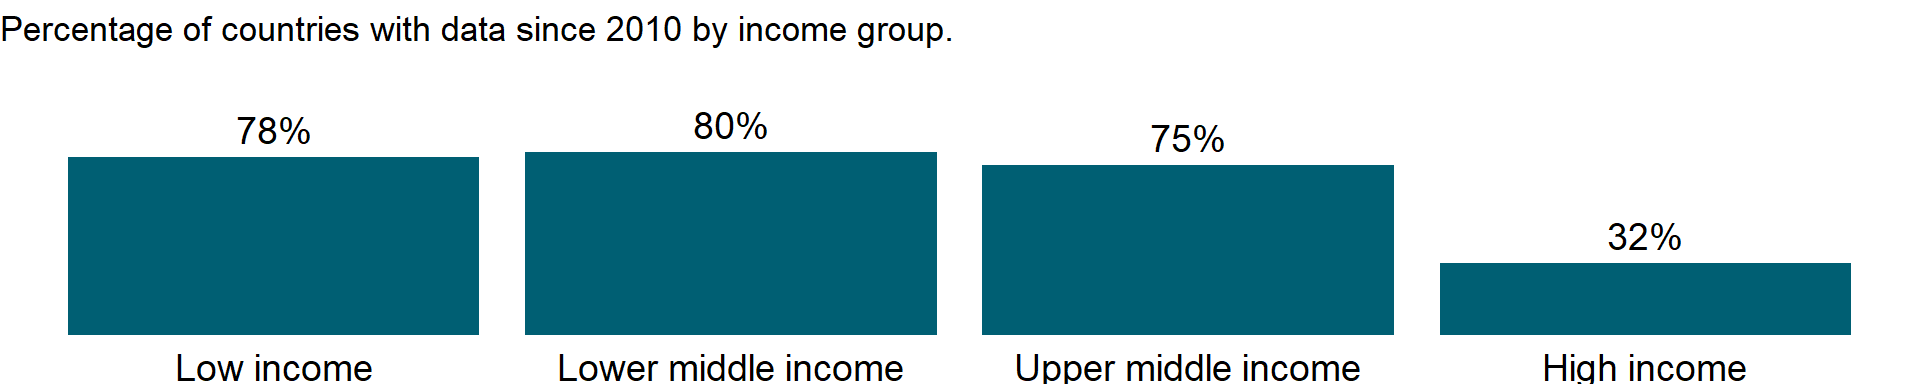 Percentage of countries with data since 2010 by income group.
78%
80%
75%
32%
Low income
Lower middle income
Upper middle income
High income